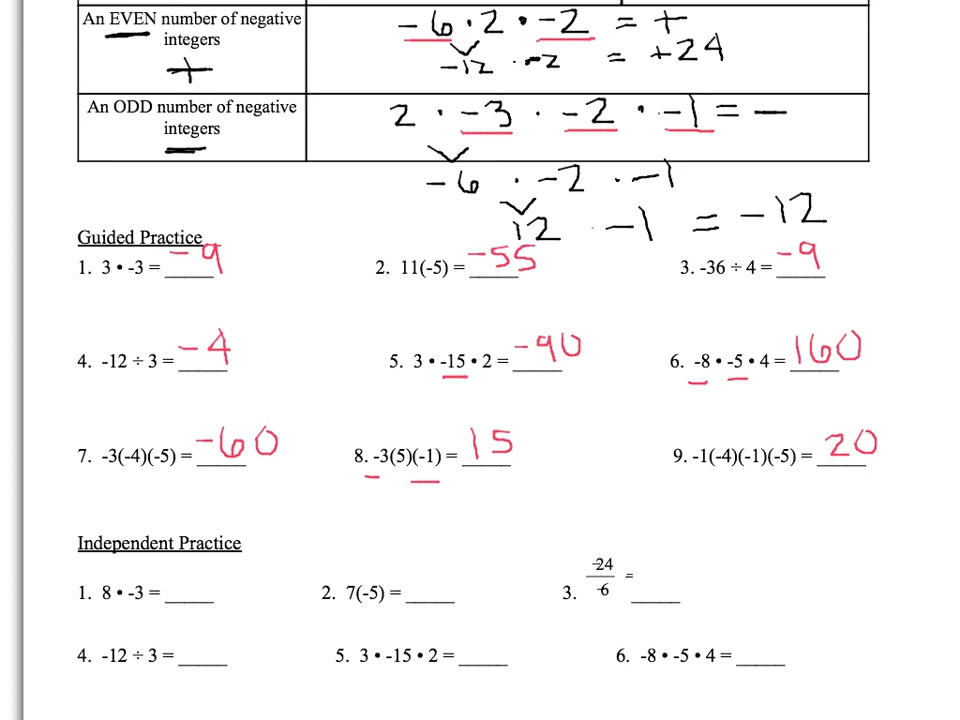 An EVEN number of negative integers
+
-6 · 2 · -2 = +
-12 · -2 = +24
An ODD number of negative integers
2 · -3 · -2 · -1 = -
-6 · -2 · -1
12 · -1 = -12
Guided Practice
1. 3 • -3 = -9
2. 11(-5) = -55
3. -36 ÷ 4 = -9
4. -12 ÷ 3 = -4
5. 3 • -15 • 2 = -90
6. -8 • -5 • 4 = 160
7. -3(-4)(-5) = -60
8. -3(5)(-1) = 15
9. -1(-4)(-1)(-5) = 20
Independent Practice
1. 8 • -3 = _____
2. 7(-5) = _____
3. -24/-6 = _____
4. -12 ÷ 3 = _____
5. 3 • -15 • 2 = _____
6. -8 • -5 • 4 = _____